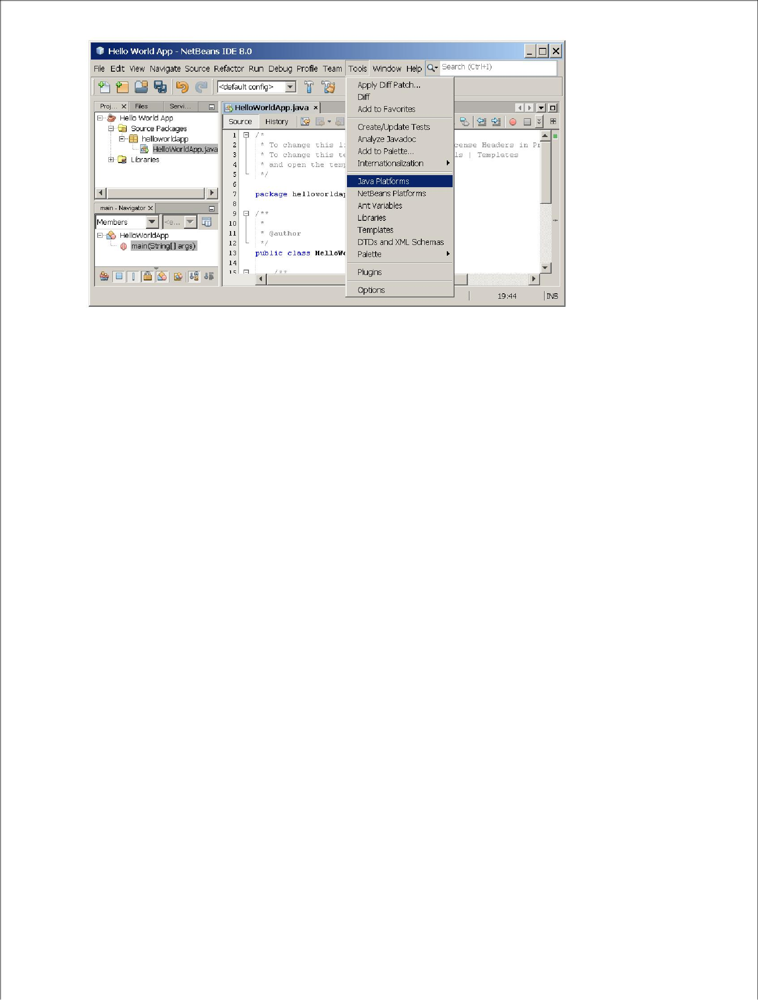 Hello World App - NetBeans IDE 8.0
File Edit View Navigate Source Refactor Run Debug Profile Team Tools Window Help Search (Ctrl+I)
<default config>
Apply Diff Patch...
Diff
Add to Favorites
Create/Update Tests
Analyze Javadoc
Add to Palette...
Internationalization
Java Platforms
NetBeans Platforms
Ant Variables
Libraries
Templates
DTDs and XML Schemas
Palette
Plugins
Options
Proj... Files Servi...
Hello World App
Source Packages
helloworldapp
HelloWorldApp.java
Libraries
main - Navigator
Members <e...
HelloWorldApp
main(String[] args)
HelloWorldApp.java
Source History
1 /*
2 * To change this li cense Headers in Pr
3 * To change this te ls | Templates
4 * and open the temp
5 */
6
7 package helloworldap
8
9 /**
10 *
11 * @author
12 */
13 public class HelloWo
14
15 /**
19:44 INS